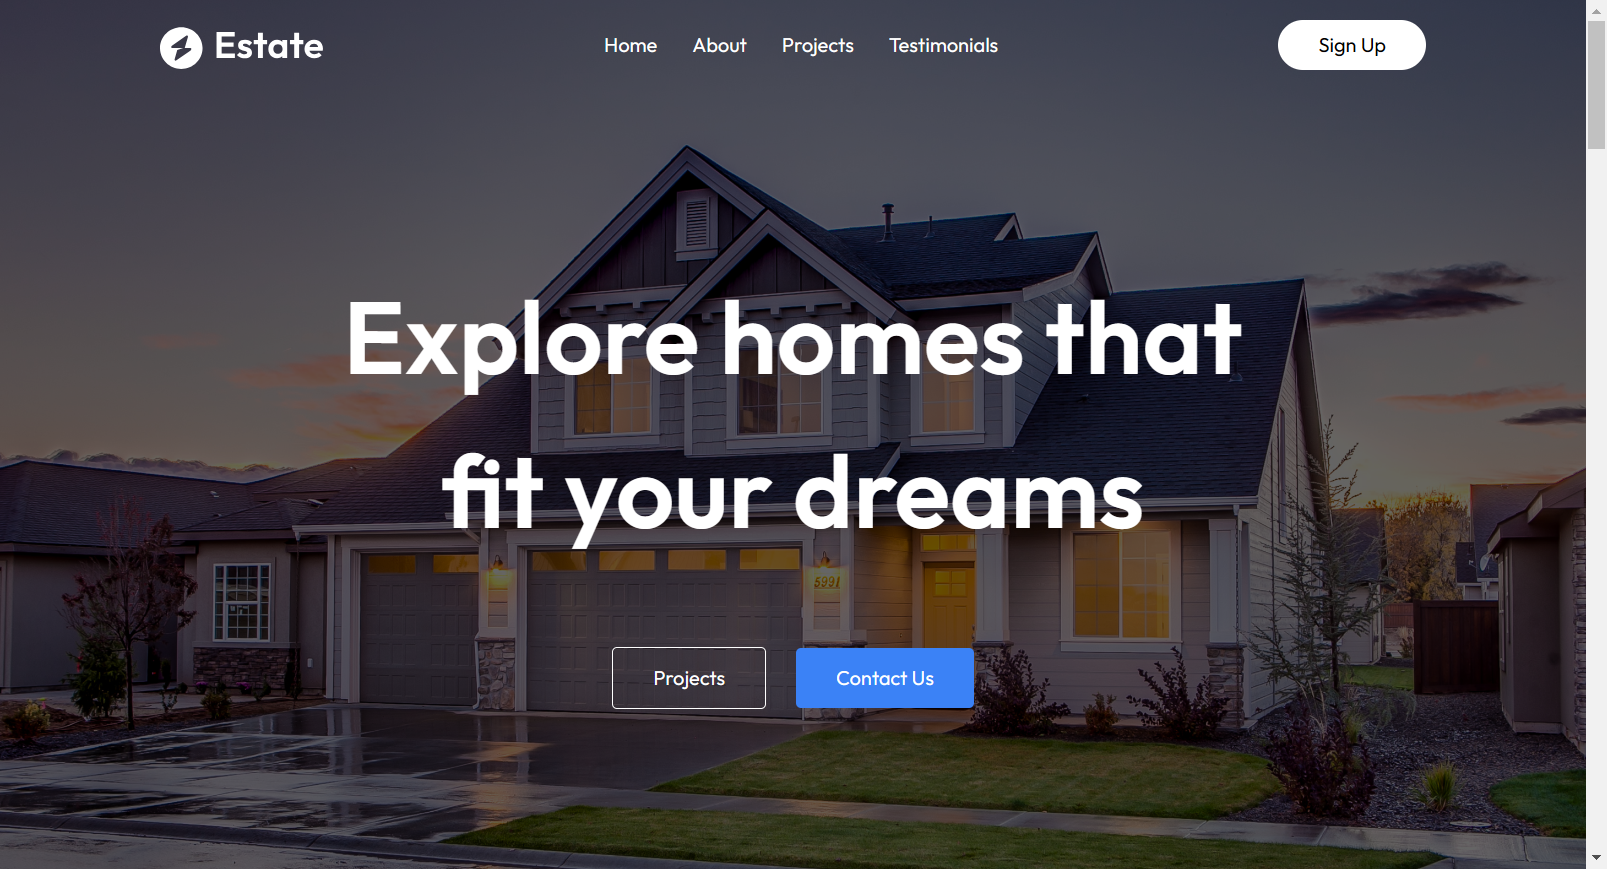 Estate
Home About Projects Testimonials
Sign Up
Explore homes that
fit your dreams
5991
Projects
Contact Us